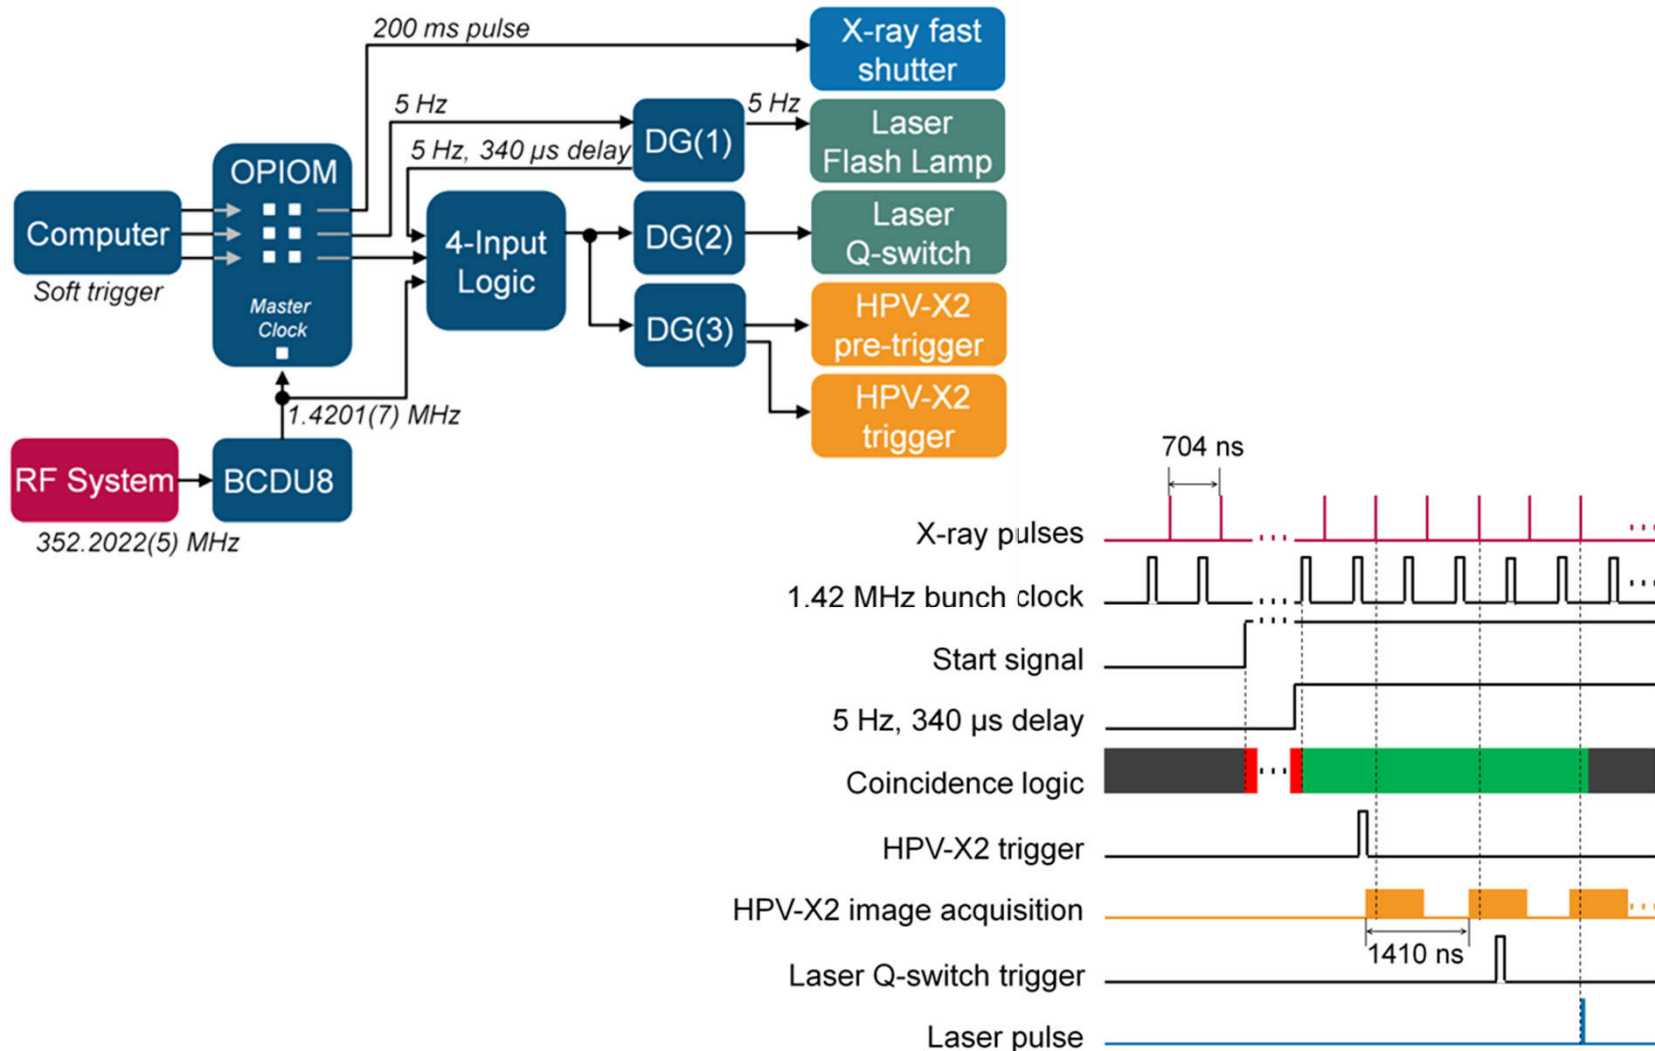 200 ms pulse
X-ray fast
shutter
5 Hz
5 Hz
DG(1)
Laser
Flash Lamp
5 Hz, 340 µs delay
OPIOM
Computer
Soft trigger
4-Input
Logic
DG(2)
Laser
Q-switch
Master
Clock
DG(3)
HPV-X2
pre-trigger
HPV-X2
trigger
1.4201(7) MHz
RF System
BCDU8
352.2022(5) MHz
704 ns
X-ray pulses
1.42 MHz bunch clock
Start signal
5 Hz, 340 µs delay
Coincidence logic
HPV-X2 trigger
HPV-X2 image acquisition
1410 ns
Laser Q-switch trigger
Laser pulse